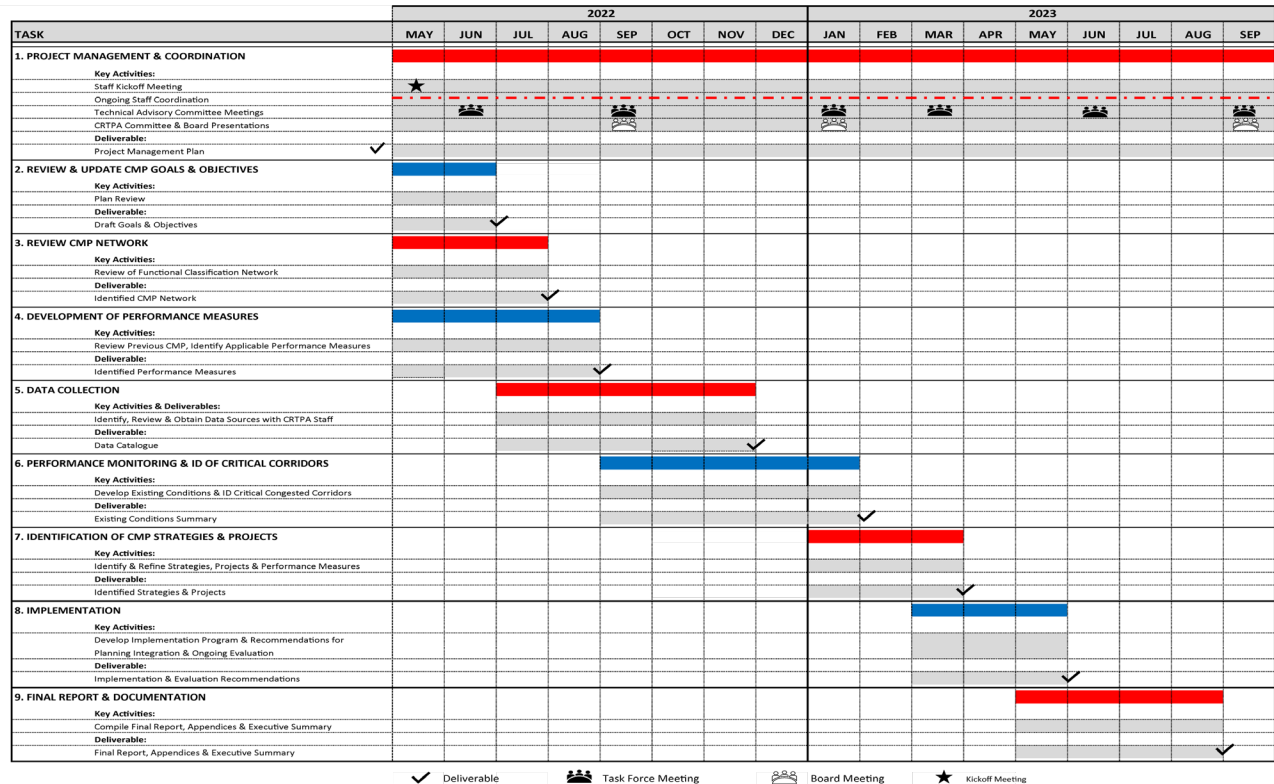 2022 2023
TASK MAY JUN JUL AUG SEP OCT NOV DEC JAN FEB MAR APR MAY JUN JUL AUG SEP
1. PROJECT MANAGEMENT & COORDINATION
Key Activities:
Staff Kickoff Meeting
Ongoing Staff Coordination
Technical Advisory Committee Meetings
CRTPA Committee & Board Presentations
Deliverable:
Project Management Plan
2. REVIEW & UPDATE CMP GOALS & OBJECTIVES
Key Activities:
Plan Review
Deliverable:
Draft Goals & Objectives
3. REVIEW CMP NETWORK
Key Activities:
Review of Functional Classification Network
Deliverable:
Identified CMP Network
4. DEVELOPMENT OF PERFORMANCE MEASURES
Key Activities:
Review Previous CMP, Identify Applicable Performance Measures
Deliverable:
Identified Performance Measures
5. DATA COLLECTION
Key Activities & Deliverables:
Identify, Review & Obtain Data Sources with CRTPA Staff
Deliverable:
Data Catalogue
6. PERFORMANCE MONITORING & ID OF CRITICAL CORRIDORS
Key Activities:
Develop Existing Conditions & ID Critical Congested Corridors
Deliverable:
Existing Conditions Summary
7. IDENTIFICATION OF CMP STRATEGIES & PROJECTS
Key Activities:
Identify & Refine Strategies, Projects & Performance Measures
Deliverable:
Identified Strategies & Projects
8. IMPLEMENTATION
Key Activities:
Develop Implementation Program & Recommendations for
Planning Integration & Ongoing Evaluation
Deliverable:
Implementation & Evaluation Recommendations
9. FINAL REPORT & DOCUMENTATION
Key Activities:
Compile Final Report, Appendices & Executive Summary
Deliverable:
Final Report, Appendices & Executive Summary
Deliverable Task Force Meeting Board Meeting Kickoff Meeting